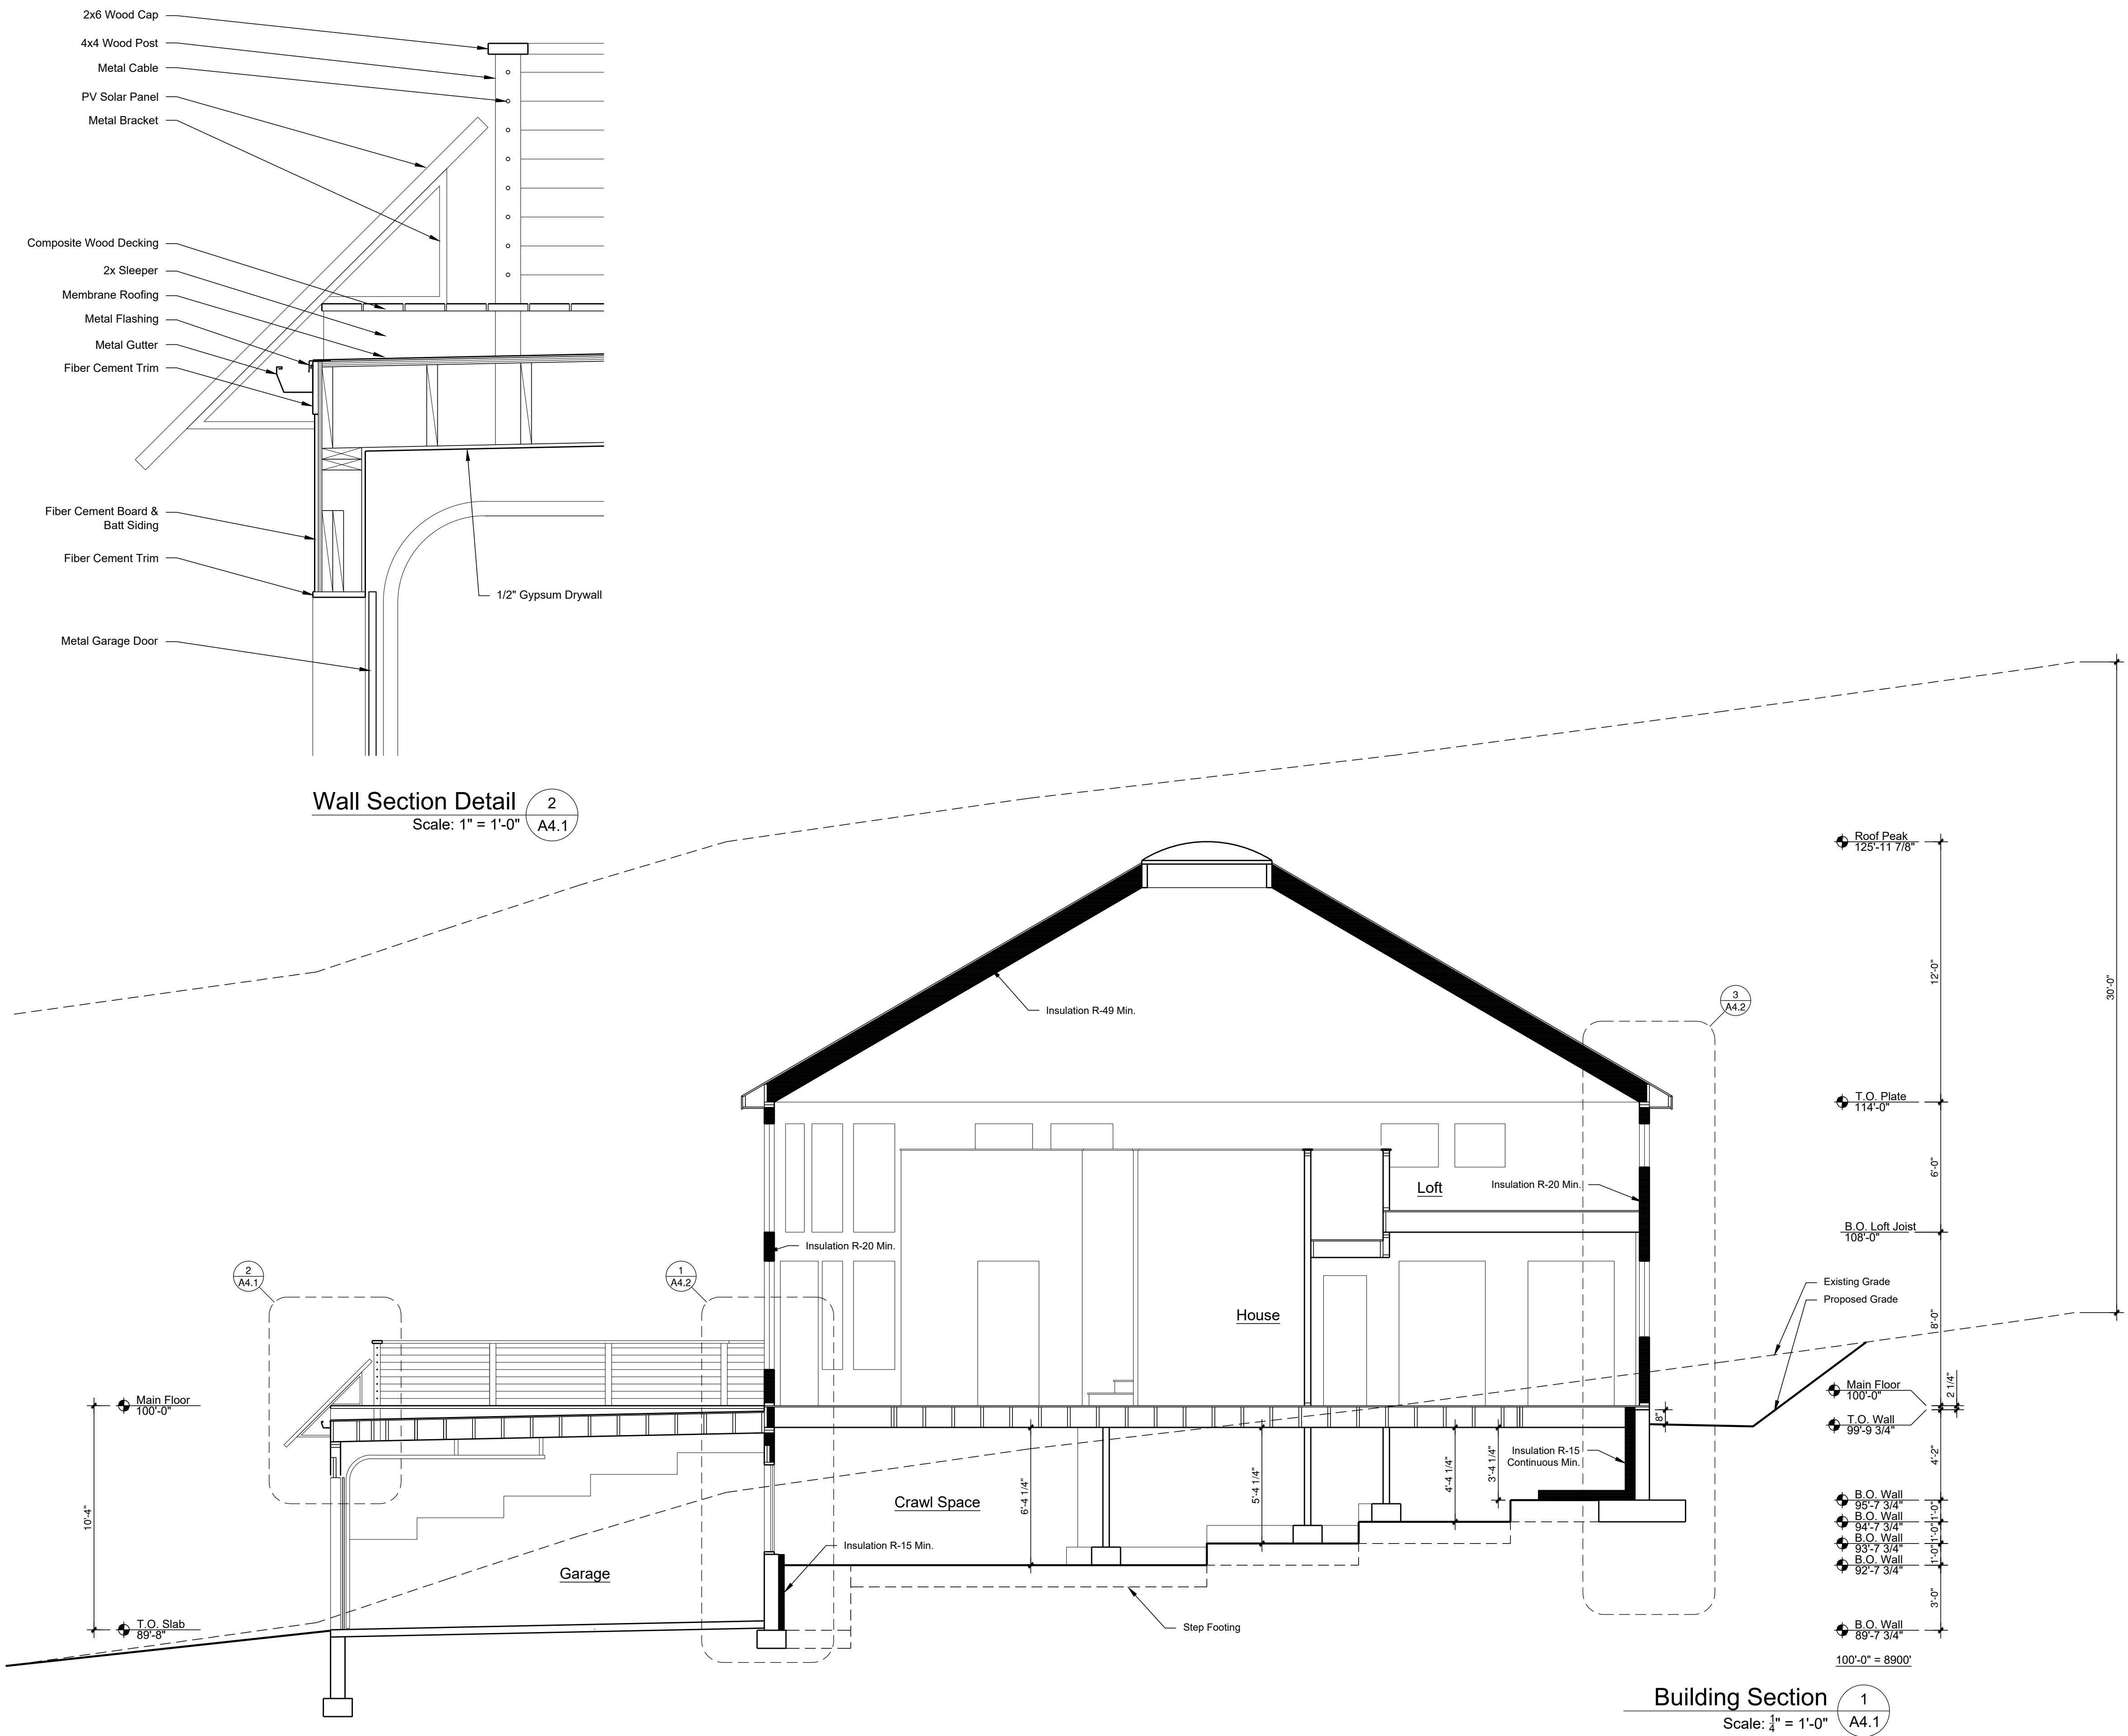 2x6 Wood Cap
4x4 Wood Post
Metal Cable
PV Solar Panel
Metal Bracket
Composite Wood Decking
2x Sleeper
Membrane Roofing
Metal Flashing
Metal Gutter
Fiber Cement Trim
Fiber Cement Board &
Batt Siding
Fiber Cement Trim
1/2" Gypsum Drywall
Metal Garage Door
Wall Section Detail
Scale: 1" = 1'-0"
2
A4.1
Roof Peak
125'-11 7/8"
12'-0"
30'-0"
Insulation R-49 Min.
3
A4.2
T.O. Plate
114'-0"
6'-0"
Loft
Insulation R-20 Min.
B.O. Loft Joist
108'-0"
Insulation R-20 Min.
2
A4.1
1
A4.2
House
Existing Grade
Proposed Grade
8'-0"
Main Floor
100'-0"
Main Floor
100'-0"
2 1/4"
8"
T.O. Wall
99'-9 3/4"
4'-2"
Insulation R-15
Continuous Min.
10'-4"
Crawl Space
6'-4 1/4"
5'-4 1/4"
4'-4 1/4"
3'-4 1/4"
B.O. Wall
95'-7 3/4"
1'-0"
B.O. Wall
94'-7 3/4"
1'-0"
B.O. Wall
93'-7 3/4"
1'-0"
B.O. Wall
92'-7 3/4"
Insulation R-15 Min.
Garage
3'-0"
Step Footing
T.O. Slab
89'-8"
B.O. Wall
89'-7 3/4"
100'-0" = 8900'
Building Section
Scale: 1/4" = 1'-0"
1
A4.1